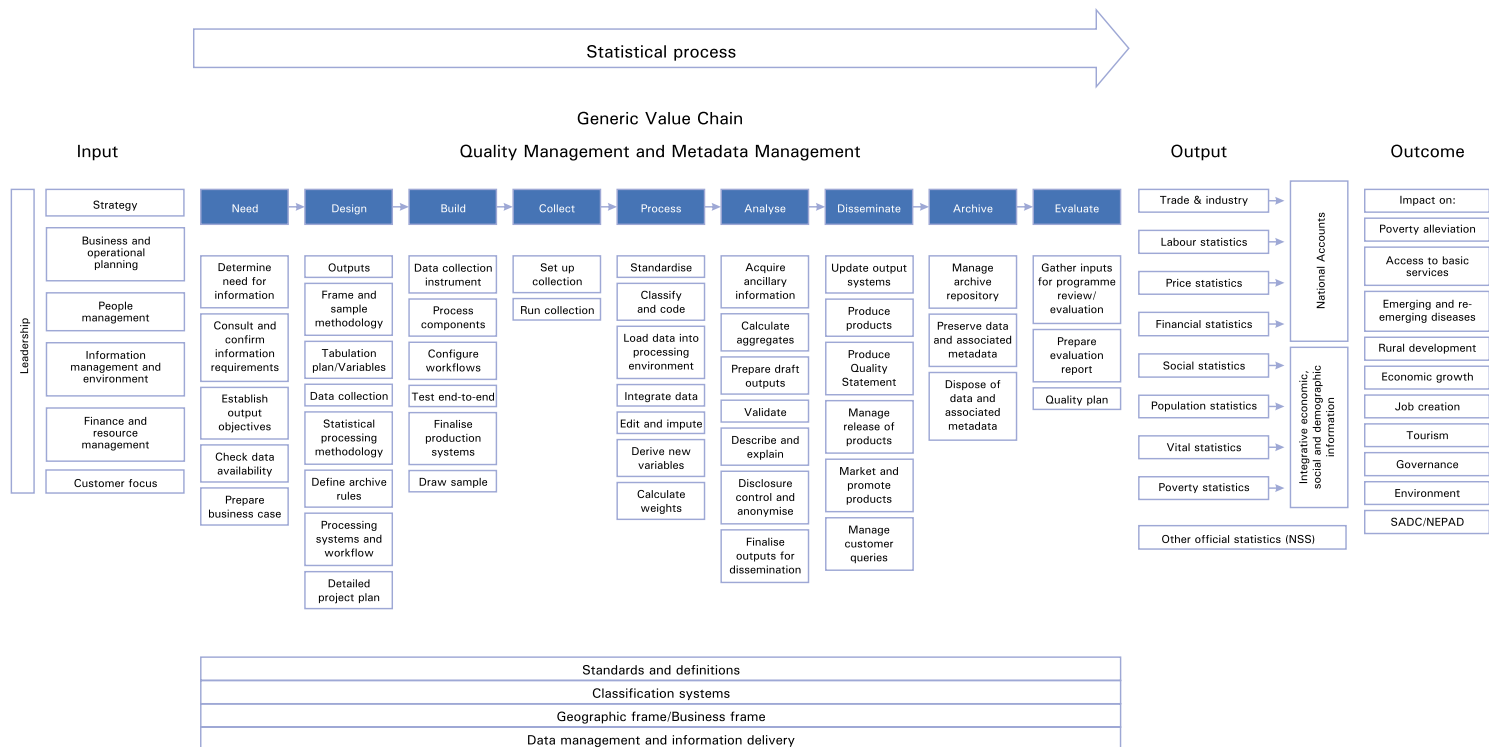 Statistical process
Generic Value Chain
Input
Quality Management and Metadata Management
Output
Outcome
Leadership
Strategy
Business and
operational
planning
People
management
Information
management and
environment
Finance and
resource
management
Customer focus
Need
Design
Build
Collect
Process
Analyse
Disseminate
Archive
Evaluate
Determine
need for
information
Consult and
confirm
information
requirements
Establish
output
objectives
Check data
availability
Prepare
business case
Outputs
Frame and
sample
methodology
Tabulation
plan/Variables
Data collection
Statistical
processing
methodology
Define archive
rules
Processing
systems and
workflow
Detailed
project plan
Data collection
instrument
Process
components
Configure
workflows
Test end-to-end
Finalise
production
systems
Draw sample
Set up
collection
Run collection
Standardise
Classify
and code
Load data into
processing
environment
Integrate data
Edit and impute
Derive new
variables
Calculate
weights
Acquire
ancillary
information
Calculate
aggregates
Prepare draft
outputs
Validate
Describe and
explain
Disclosure
control and
anonymise
Finalise
outputs for
dissemination
Update output
systems
Produce
products
Produce
Quality
Statement
Manage
release of
products
Market and
promote
products
Manage
customer
queries
Manage
archive
repository
Preserve data
and associated
metadata
Dispose of
data and
associated
metadata
Gather inputs
for programme
review/
evaluation
Prepare
evaluation
report
Quality plan
Trade & industry
Labour statistics
Price statistics
Financial statistics
Social statistics
Population statistics
Vital statistics
Poverty statistics
Other official statistics (NSS)
National Accounts
Integrative economic,
social and demographic
information
Impact on:
Poverty alleviation
Access to basic
services
Emerging and re-
emerging diseases
Rural development
Economic growth
Job creation
Tourism
Governance
Environment
SADC/NEPAD
Standards and definitions
Classification systems
Geographic frame/Business frame
Data management and information delivery